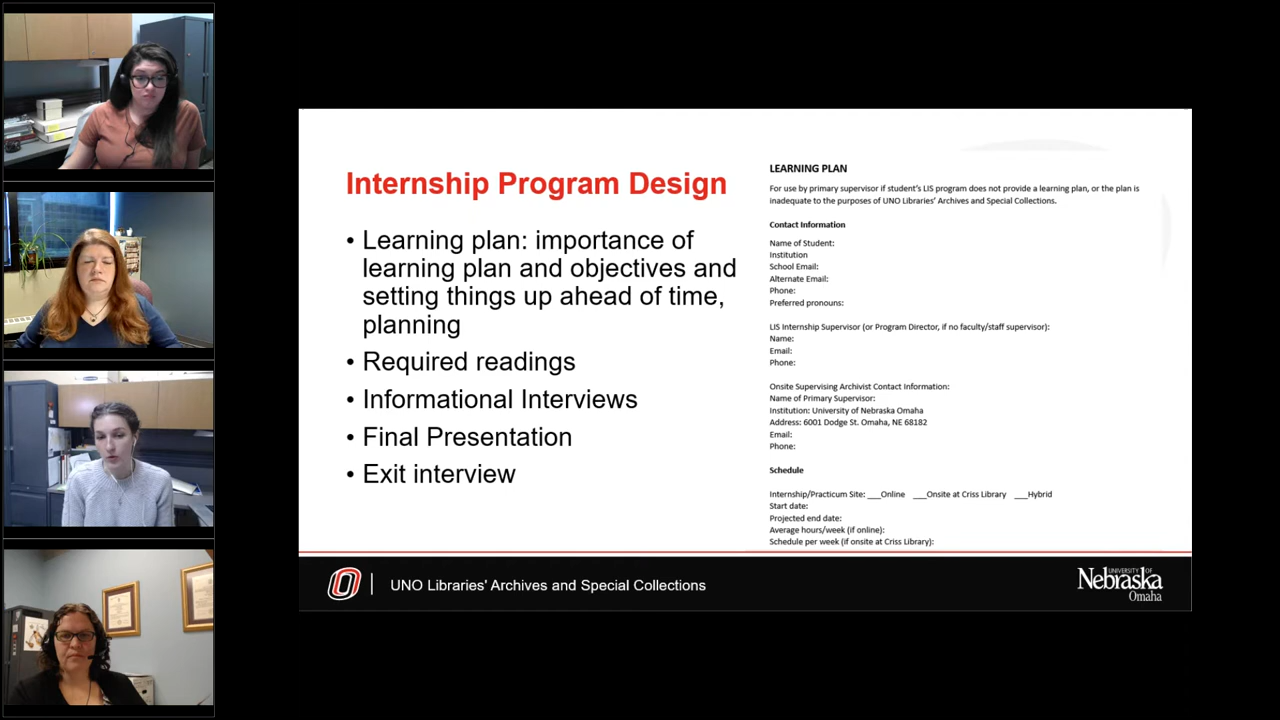 Internship Program Design
• Learning plan: importance of
learning plan and objectives and
setting things up ahead of time,
planning
• Required readings
• Informational Interviews
• Final Presentation
• Exit interview
LEARNING PLAN
For use by primary supervisor if student's LIS program does not provide a learning plan, or the plan is
inadequate to the purposes of UNO Libraries' Archives and Special Collections.
Contact Information
Name of Student:
Institution
School Email:
Alternate Email:
Phone:
Preferred pronouns:
LIS Internship Supervisor (or Program Director, if no faculty/staff supervisor):
Name:
Email:
Phone:
Onsite Supervising Archivist Contact Information:
Name of Primary Supervisor:
Institution: University of Nebraska Omaha
Address: 6001 Dodge St. Omaha, NE 68182
Email:
Phone:
Schedule
Internship/Practicum Site: ___Online ___Onsite at Criss Library ___Hybrid
Start date:
Projected end date:
Average hours/week (if online):
Schedule per week (if onsite at Criss Library):
O | UNO Libraries' Archives and Special Collections
UNIVERSITY OF
Nebraska
Omaha